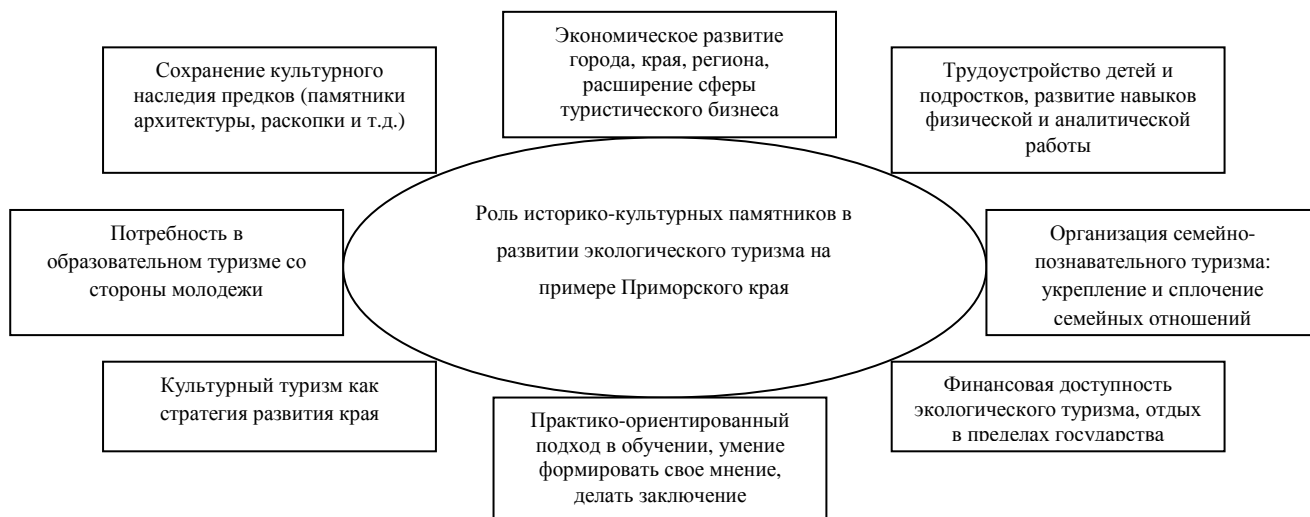 Экономическое развитие
города, края, региона,
расширение сферы
туристического бизнеса
Сохранение культурного
наследия предков (памятники
архитектуры, раскопки и т.д.)
Трудоустройство детей и
подростков, развитие навыков
физической и аналитической
работы
Роль историко-культурных памятников в
развитии экологического туризма на
примере Приморского края
Потребность в
образовательном туризме со
стороны молодежи
Организация семейно-
познавательного туризма:
укрепление и сплочение
семейных отношений
Культурный туризм как
стратегия развития края
Финансовая доступность
экологического туризма, отдых
в пределах государства
Практико-ориентированный
подход в обучении, умение
формировать свое мнение,
делать заключение